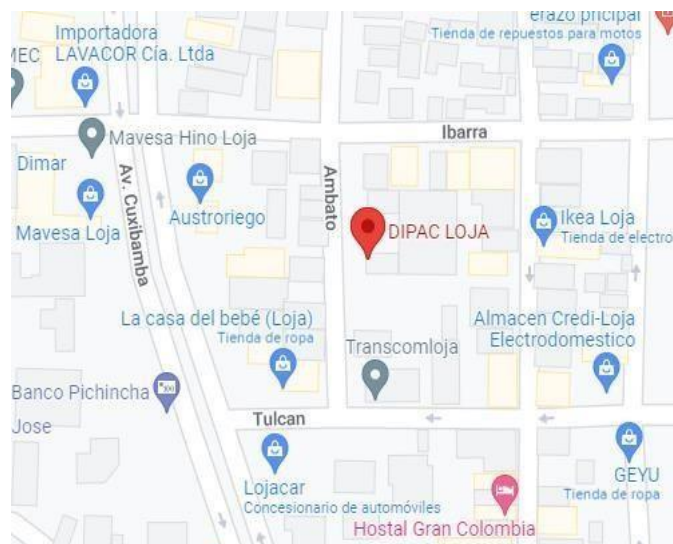 erazo pricipal
Tienda de repuestos para motos
Importadora
LAVACOR Cía. Ltda
MEC
Mavesa Hino Loja
Ibarra
Dimar
Av. Cuxibamba
Ambato
Austroriego
Mavesa Loja
DIPAC LOJA
Ikea Loja
Tienda de electro
La casa del bebé (Loja)
Tienda de ropa
Transcomloja
Almacen Credi-Loja
Electrodomestico
Banco Pichincha
Jose
Tulcan
Lojacar
Concesionario de automóviles
GEYU
Tienda de ropa
Hostal Gran Colombia